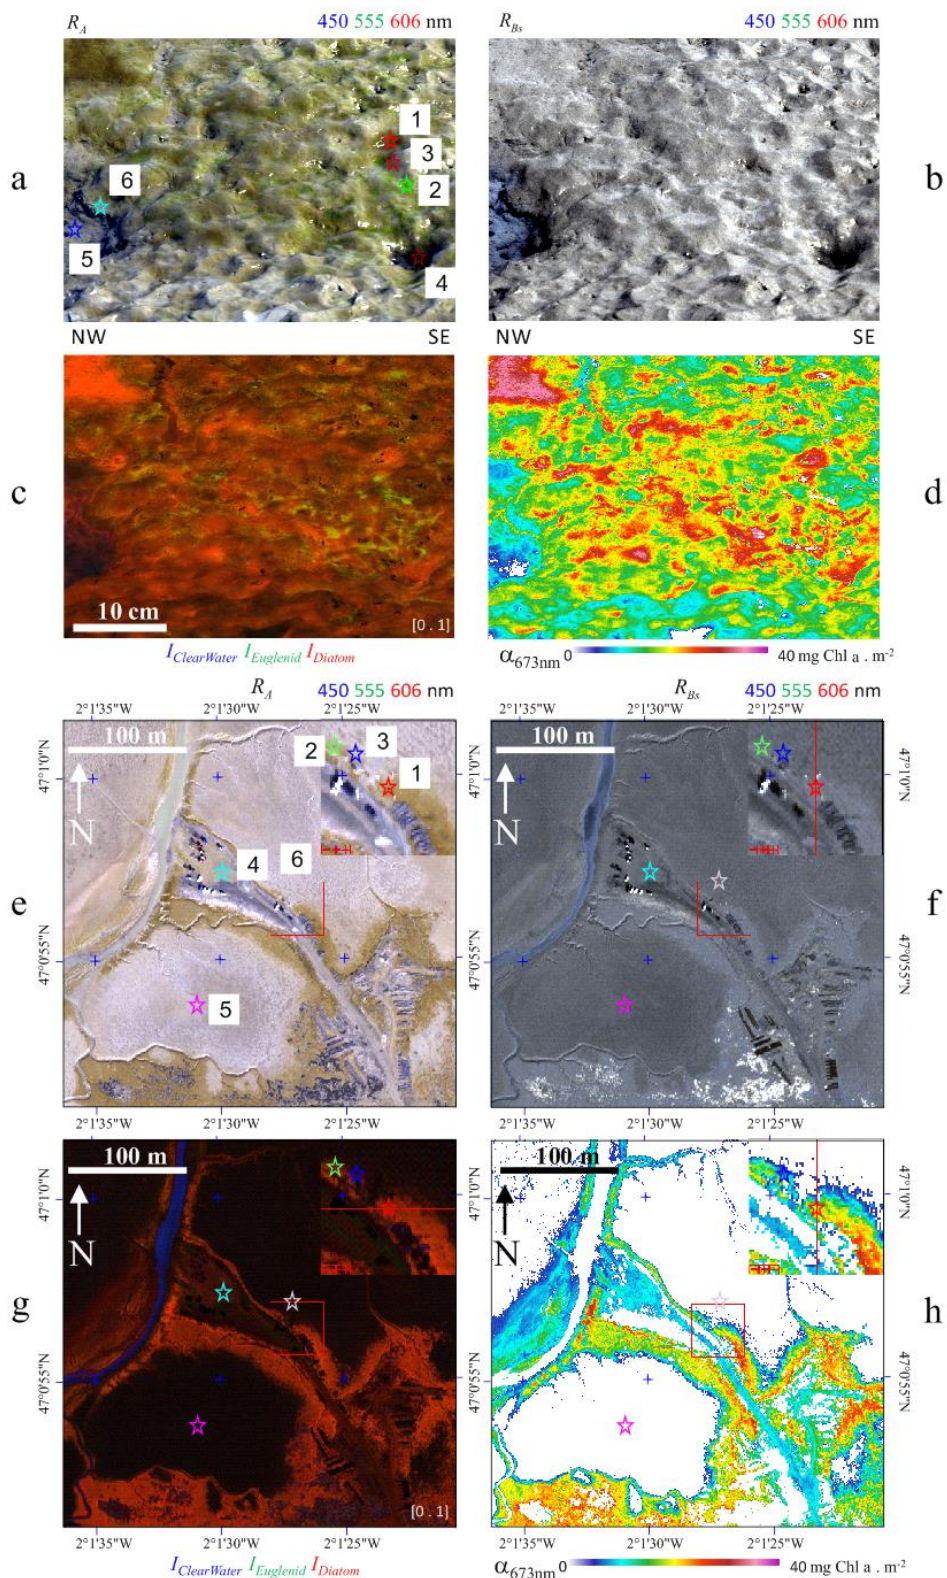 R_A 450 555 606 nm
R_Bs 450 555 606 nm
a
1
3
2
6
5
4
b
NW SE
c
10 cm
[0 . 1]
I_ClearWater I_Euglenid I_Diatom
d
α673nm 0 40 mg Chl a . m-2
R_A 450 555 606 nm
2°1'35"W 2°1'30"W 2°1'25"W
R_Bs 450 555 606 nm
2°1'30"W 2°1'25"W
e
100 m
N
2
3
1
4
6
5
47°1'0"N
47°0'55"N
2°1'35"W 2°1'30"W 2°1'25"W
f
100 m
N
47°1'0"N
47°0'55"N
2°1'35"W 2°1'30"W 2°1'25"W
g
100 m
N
47°1'0"N
47°0'55"N
[0 . 1]
2°1'35"W 2°1'30"W 2°1'25"W
I_ClearWater I_Euglenid I_Diatom
h
100 m
N
47°1'0"N
47°0'55"N
2°1'35"W 2°1'30"W 2°1'25"W
α673nm 0 40 mg Chl a . m-2